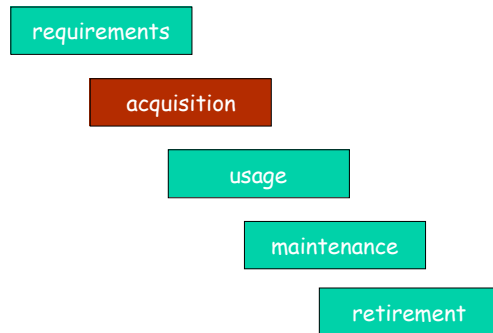 requirements
acquisition
usage
maintenance
retirement